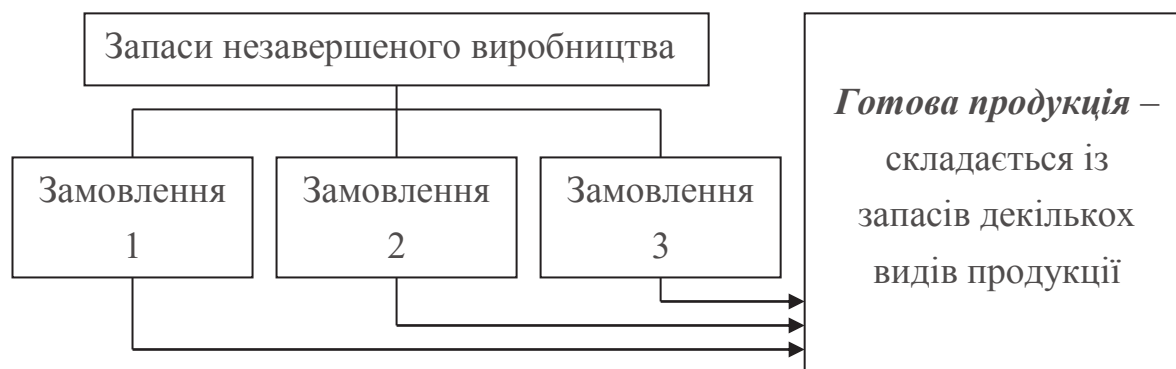 Запаси незавершеного виробництва
Замовлення
1
Замовлення
2
Замовлення
3
Готова продукція –
складається із
запасів декількох
видів продукції